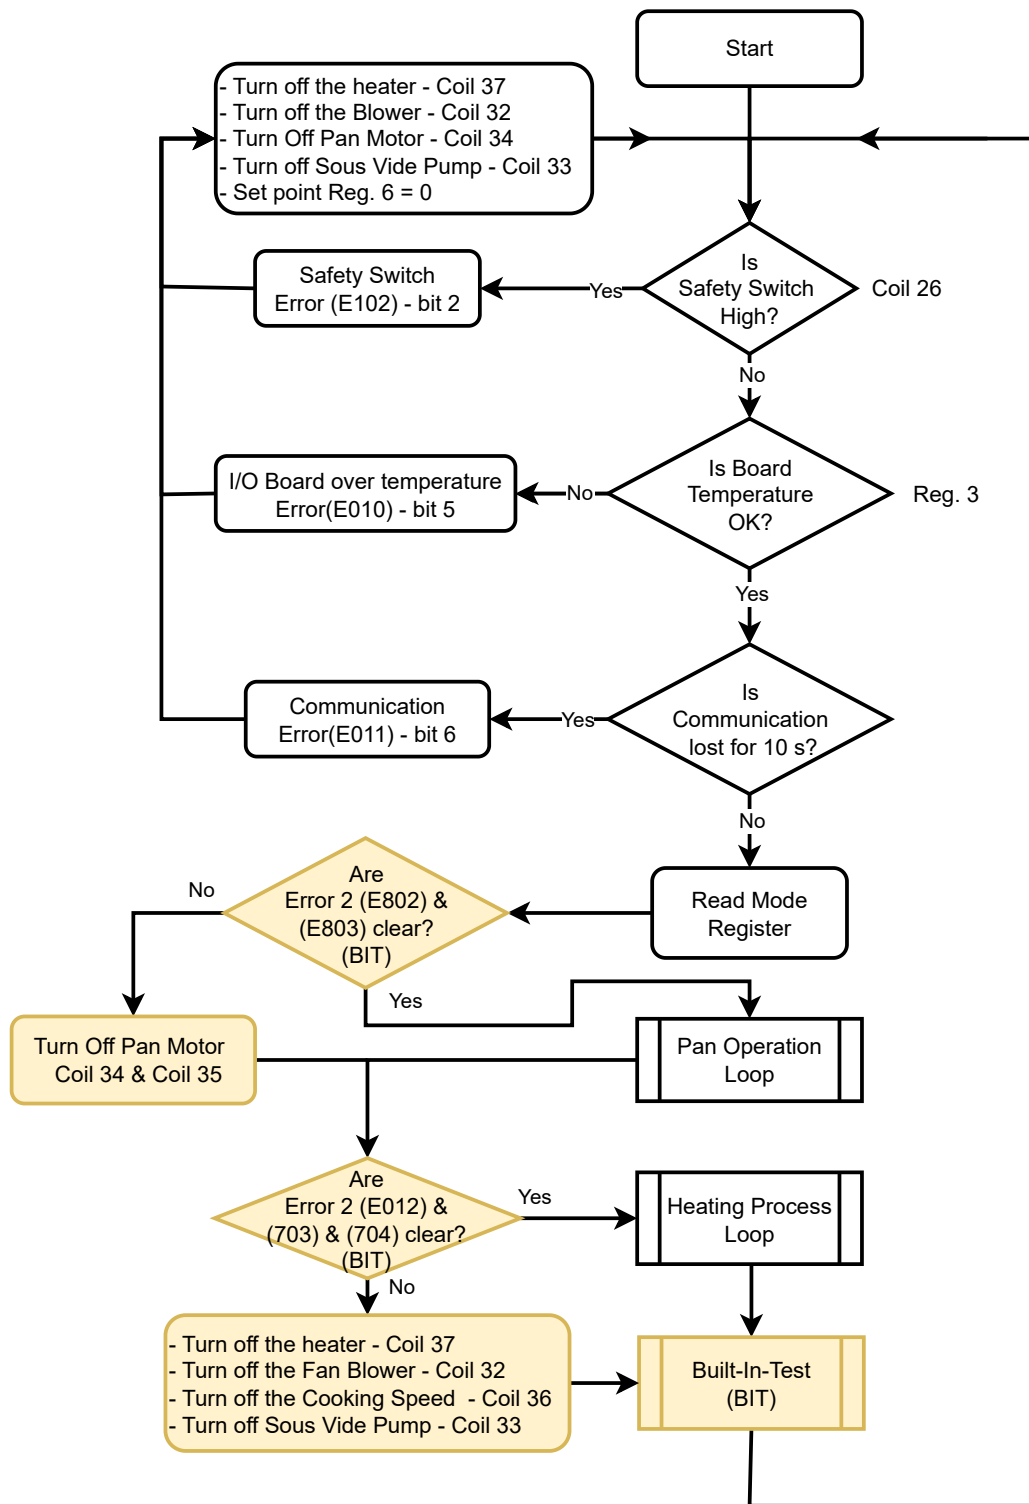 Start
- Turn off the heater - Coil 37
- Turn off the Blower - Coil 32
- Turn Off Pan Motor - Coil 34
- Turn off Sous Vide Pump - Coil 33
- Set point Reg. 6 = 0
Is
Safety Switch
High?
Coil 26
Yes
Safety Switch
Error (E102) - bit 2
No
Is Board
Temperature
OK?
Reg. 3
No
I/O Board over temperature
Error(E010) - bit 5
Yes
Is
Communication
lost for 10 s?
Yes
Communication
Error(E011) - bit 6
No
Read Mode
Register
Are
Error 2 (E802) &
(E803) clear?
(BIT)
No
Yes
Turn Off Pan Motor
Coil 34 & Coil 35
Pan Operation
Loop
Are
Error 2 (E012) &
(703) & (704) clear?
(BIT)
Yes
Heating Process
Loop
No
- Turn off the heater - Coil 37
- Turn off the Fan Blower - Coil 32
- Turn off the Cooking Speed - Coil 36
- Turn off Sous Vide Pump - Coil 33
Built-In-Test
(BIT)